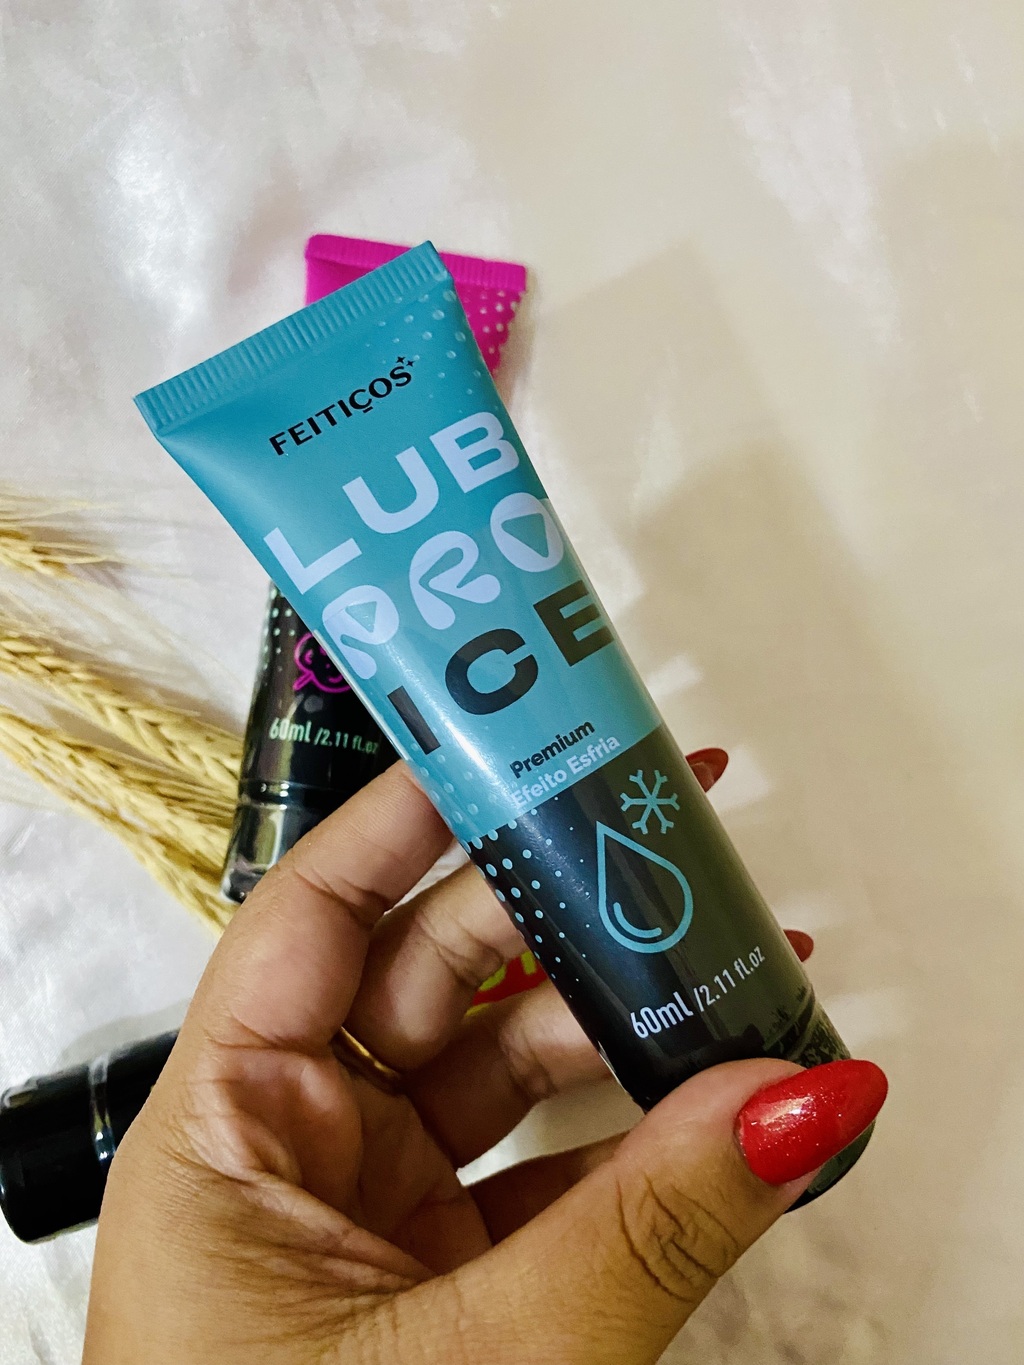 FEITIÇOS
LUB
PRO
ICE
Premium
Efeito Esfria
60ml /2.11 fl.oz
60ml /2.11 fl.oz